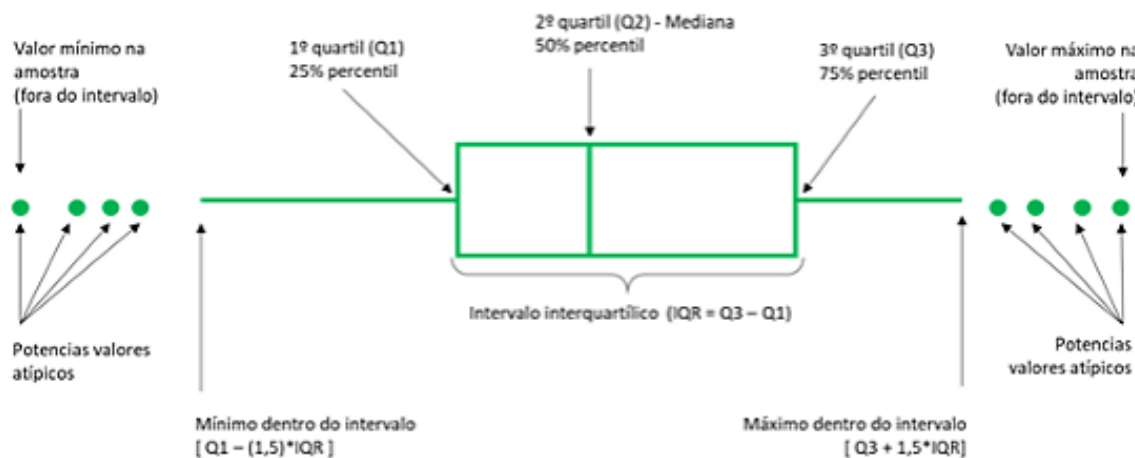 Valor mínimo na
amostra
(fora do intervalo)
1º quartil (Q1)
25% percentil
2º quartil (Q2) - Mediana
50% percentil
3º quartil (Q3)
75% percentil
Valor máximo na
amostra
(fora do intervalo)
Intervalo interquartílico (IQR = Q3 – Q1)
Potencias valores
atípicos
Potencias
valores atípicos
Mínimo dentro do intervalo
[ Q1 – (1,5)*IQR ]
Máximo dentro do intervalo
[ Q3 + 1,5*IQR]